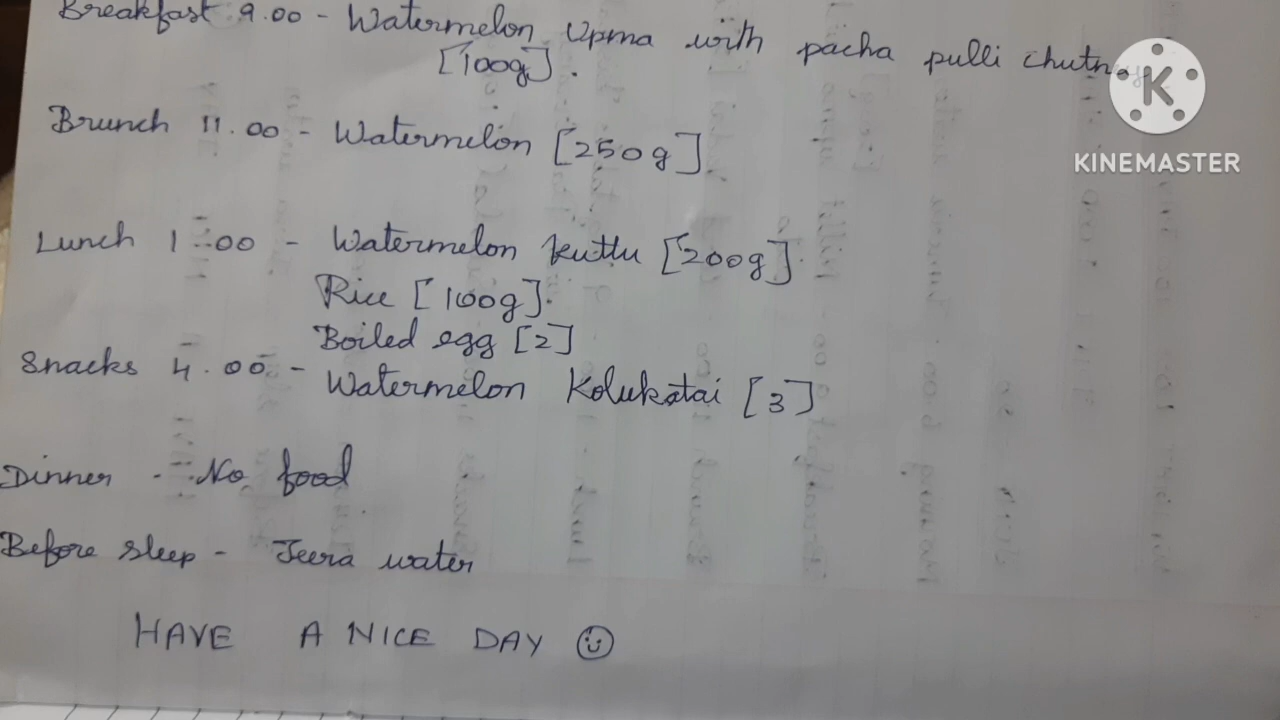 Breakfast 9.00 - Watermelon Upma with pacha pulli chutney
[100g].
KINEMASTER
Brunch 11.00 - Watermelon [250g]
Lunch 1.00 - Watermelon kuttu [200g].
Rice [100g].
Boiled egg [2]
Snacks 4.00 - Watermelon Kolukatai [3]
Dinner - No food
Before sleep - Jeera water
HAVE A NICE DAY ☺